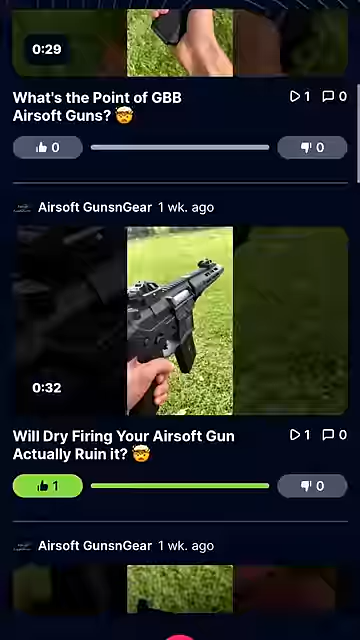 0:29
What's the Point of GBB
Airsoft Guns? 🤯
1 0
0
0
Airsoft GunsnGear 1 wk. ago
0:32
Will Dry Firing Your Airsoft Gun
Actually Ruin it? 🤯
1 0
1
0
Airsoft GunsnGear 1 wk. ago